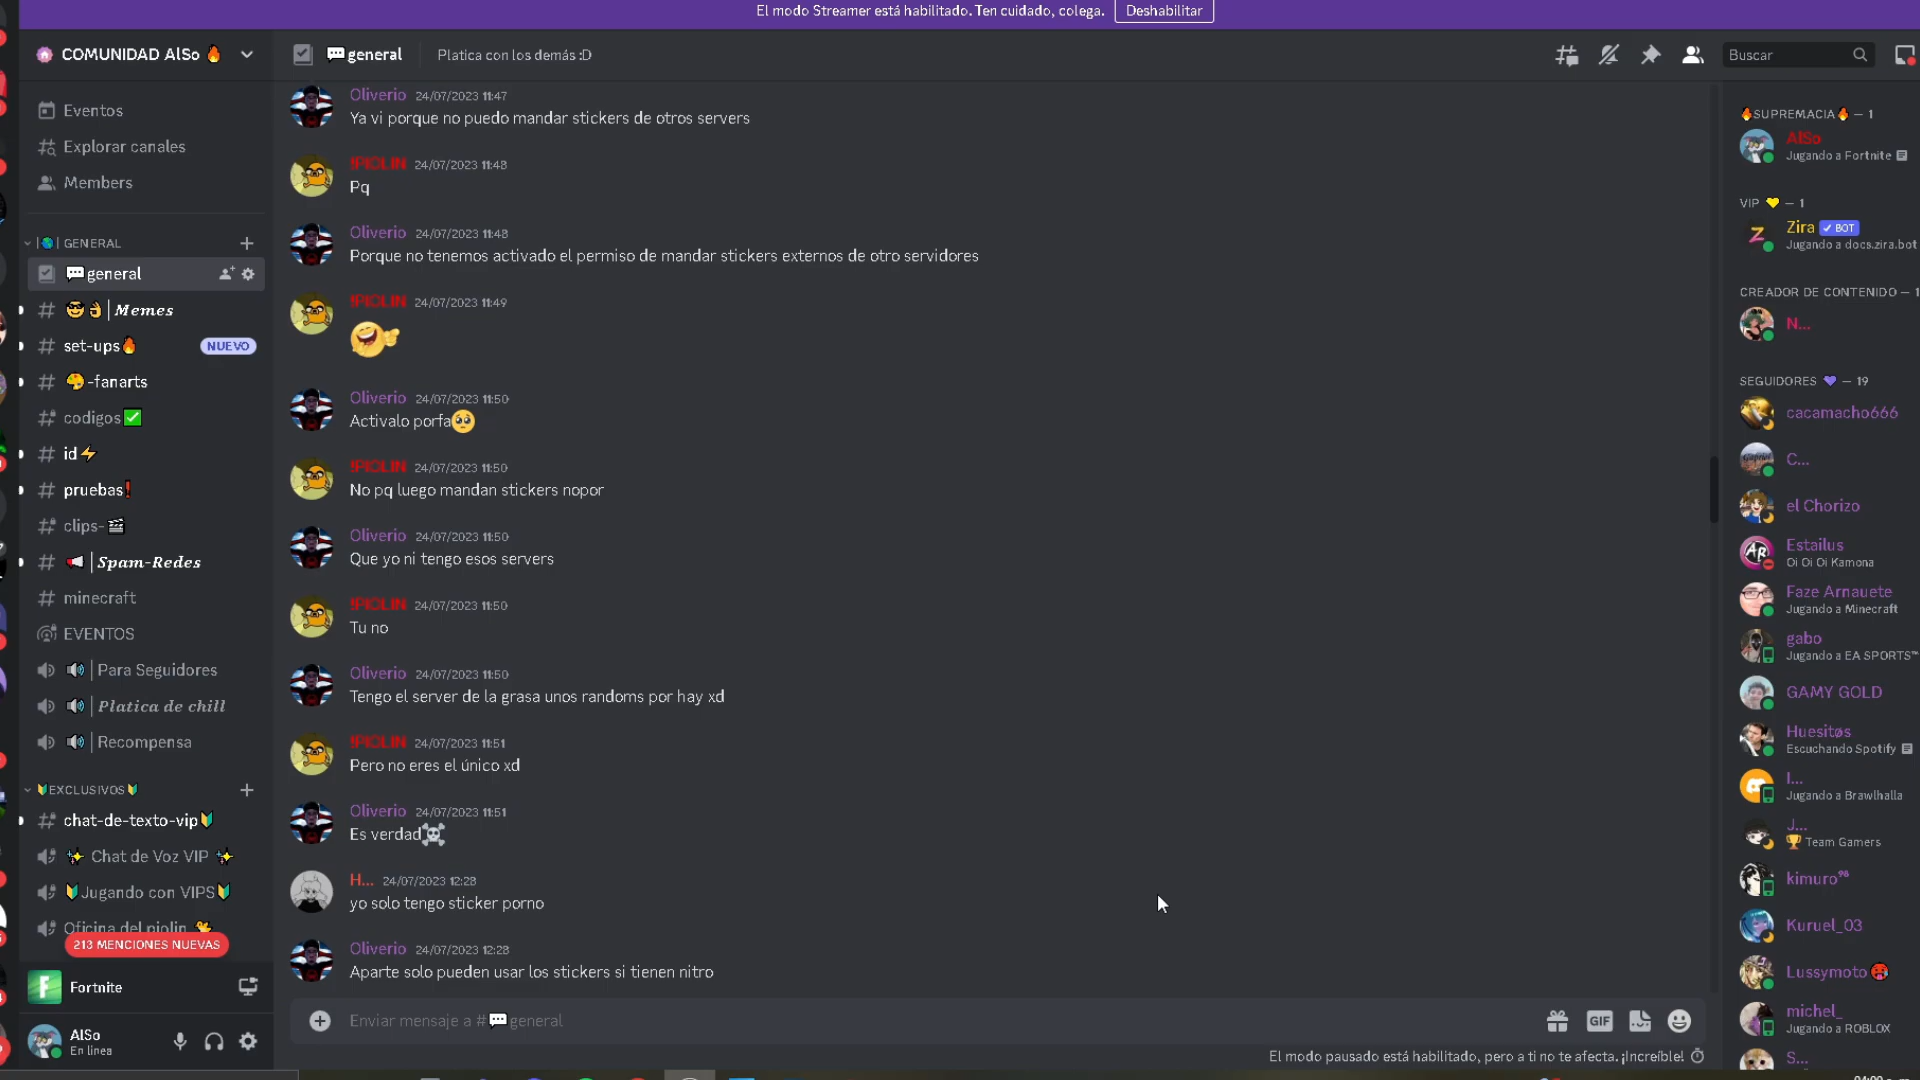 El modo Streamer está habilitado. Ten cuidado, colega.
Deshabilitar
COMUNIDAD AlSo
general
Platica con los demás :D
Buscar
Eventos
Explorar canales
Members
GENERAL
general
Memes
set-ups
NUEVO
-fanarts
codigos
id
pruebas
clips-
Spam-Redes
minecraft
EVENTOS
Para Seguidores
Platica de chill
Recompensa
EXCLUSIVOS
chat-de-texto-vip
Chat de Voz VIP
Jugando con VIPS
Oficina del piolin
213 MENCIONES NUEVAS
Fortnite
AlSo
En línea
Oliverio 24/07/2023 11:47
Ya vi porque no puedo mandar stickers de otros servers
!PIOLIN 24/07/2023 11:48
Pq
Oliverio 24/07/2023 11:48
Porque no tenemos activado el permiso de mandar stickers externos de otro servidores
!PIOLIN 24/07/2023 11:49
Oliverio 24/07/2023 11:50
Activalo porfa
!PIOLIN 24/07/2023 11:50
No pq luego mandan stickers nopor
Oliverio 24/07/2023 11:50
Que yo ni tengo esos servers
!PIOLIN 24/07/2023 11:50
Tu no
Oliverio 24/07/2023 11:50
Tengo el server de la grasa unos randoms por hay xd
!PIOLIN 24/07/2023 11:51
Pero no eres el único xd
Oliverio 24/07/2023 11:51
Es verdad
H... 24/07/2023 12:28
yo solo tengo sticker porno
Oliverio 24/07/2023 12:28
Aparte solo pueden usar los stickers si tienen nitro
Enviar mensaje a # general
GIF
El modo pausado está habilitado, pero a ti no te afecta. ¡Increíble!
SUPREMACIA — 1
AlSo
Jugando a Fortnite
VIP — 1
Zira BOT
Jugando a docs.zira.bot
CREADOR DE CONTENIDO — 1
N...
SEGUIDORES — 19
cacamacho666
C...
el Chorizo
Estailus
Oi Oi Oi Kamona
Faze Arnauete
Jugando a Minecraft
gabo
Jugando a EA SPORTS™
GAMY GOLD
Huesitøs
Escuchando Spotify
I...
Jugando a Brawlhalla
J...
Team Gamers
kimuro⁹⁶
Kuruel_03
Lussymoto
michel_
Jugando a ROBLOX
S...